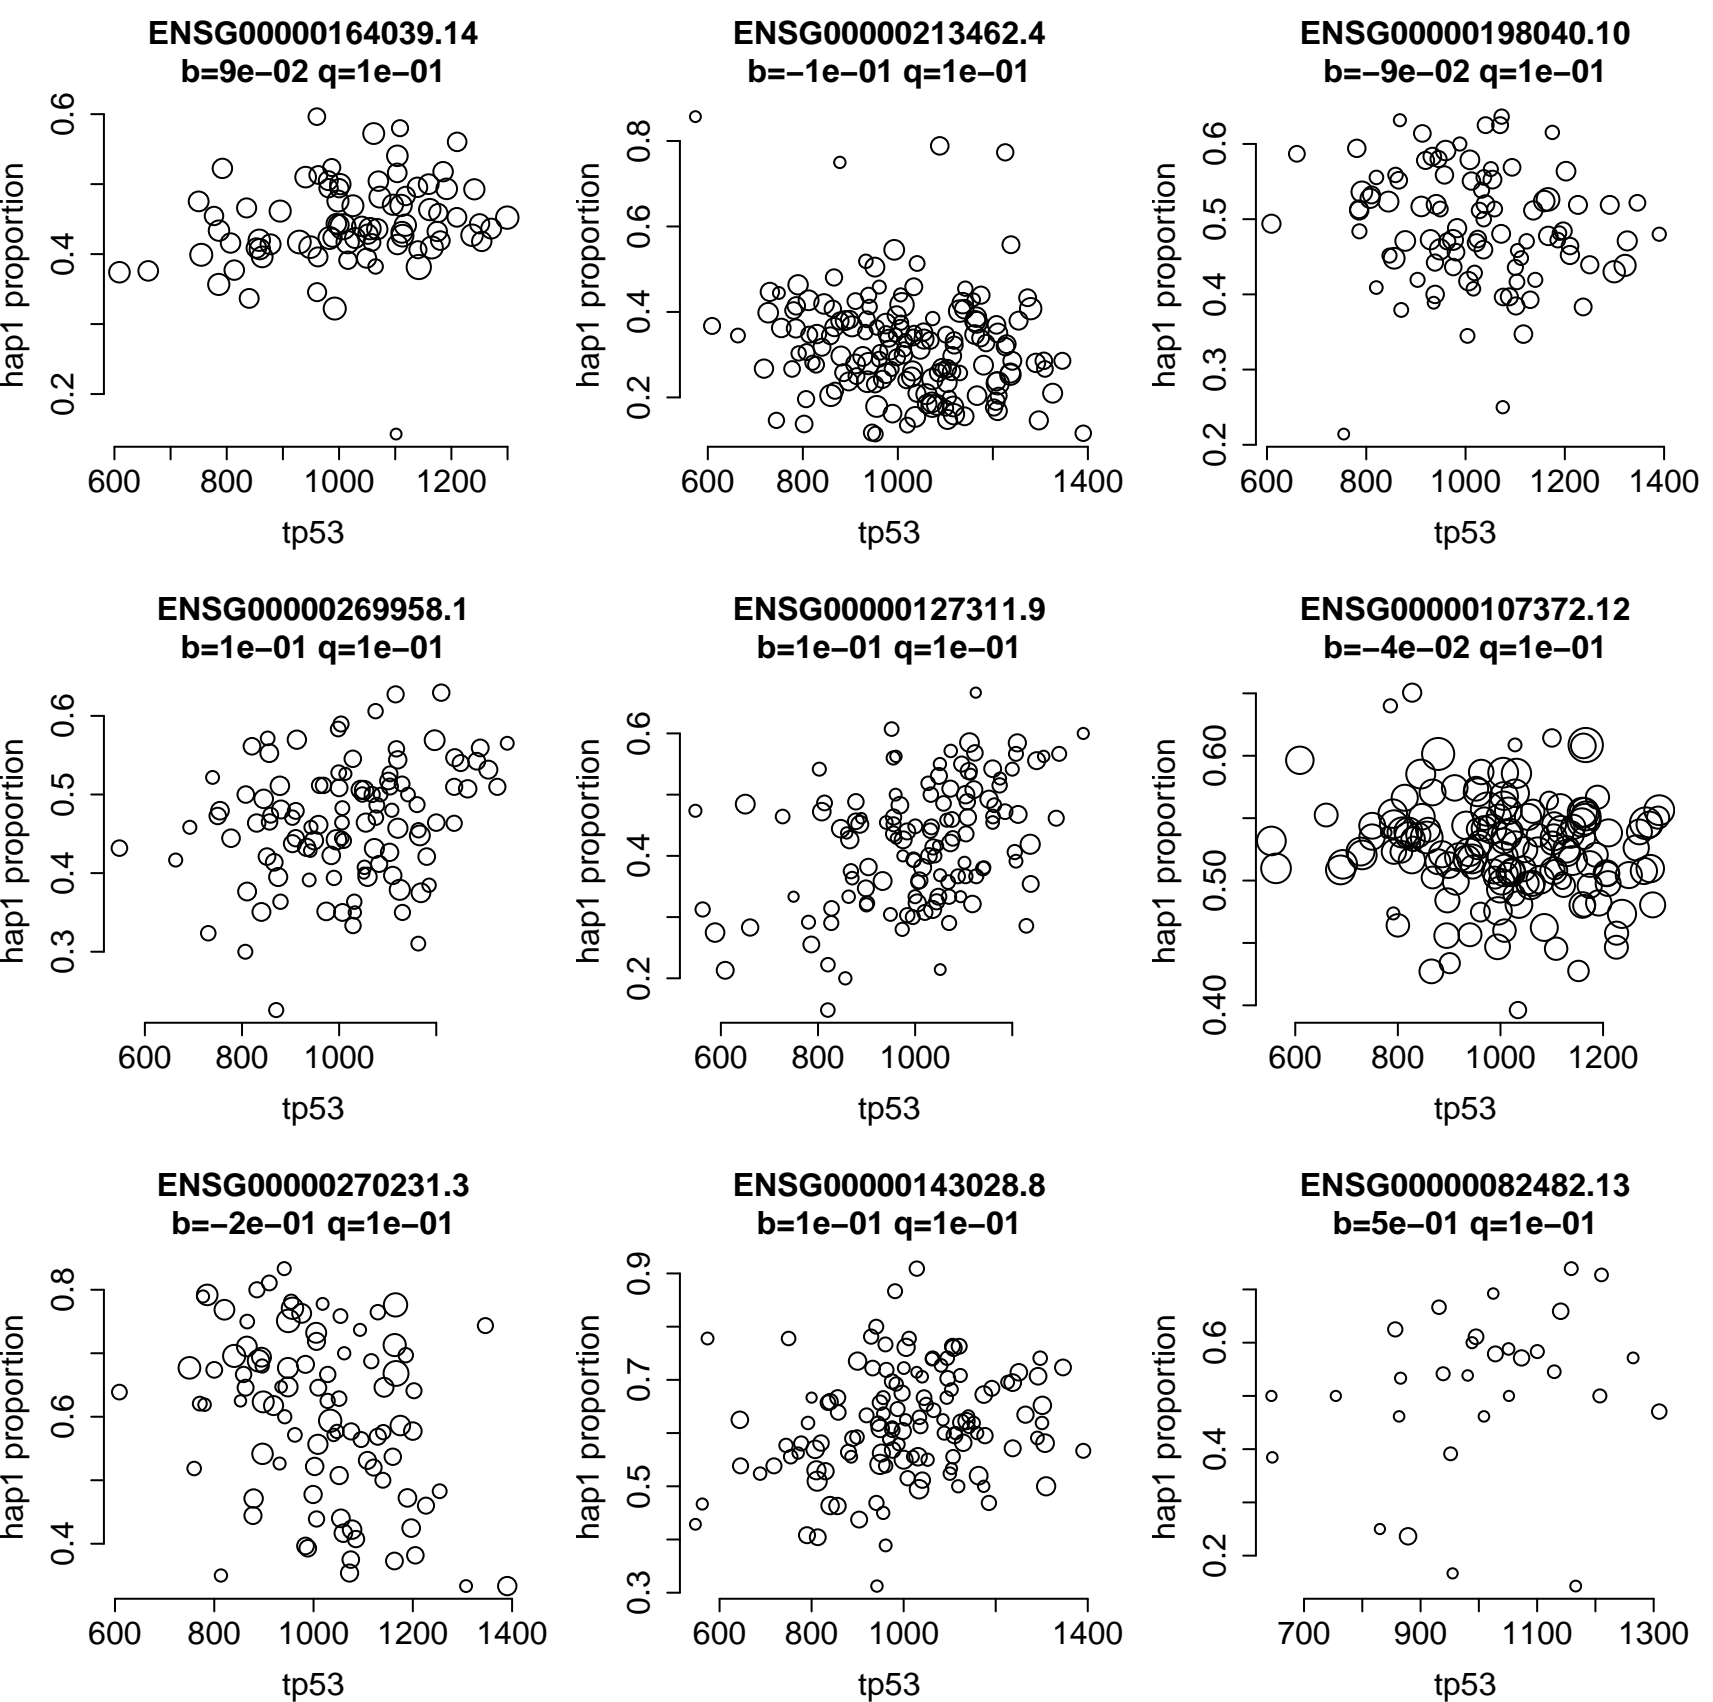 ENSG00000164039.14
b=9e−02 q=1e−01
hap1 proportion
0.2 0.4 0.6
600 800 1000 1200
tp53
ENSG00000213462.4
b=−1e−01 q=1e−01
hap1 proportion
0.2 0.4 0.6 0.8
600 800 1000 1400
tp53
ENSG00000198040.10
b=−9e−02 q=1e−01
hap1 proportion
0.2 0.3 0.4 0.5 0.6
600 800 1000 1200 1400
tp53
ENSG00000269958.1
b=1e−01 q=1e−01
hap1 proportion
0.3 0.4 0.5 0.6
600 800 1000
tp53
ENSG00000127311.9
b=1e−01 q=1e−01
hap1 proportion
0.2 0.4 0.6
600 800 1000
tp53
ENSG00000107372.12
b=−4e−02 q=1e−01
hap1 proportion
0.40 0.50 0.60
600 800 1000 1200
tp53
ENSG00000270231.3
b=−2e−01 q=1e−01
hap1 proportion
0.4 0.6 0.8
600 800 1000 1200 1400
tp53
ENSG00000143028.8
b=1e−01 q=1e−01
hap1 proportion
0.3 0.5 0.7 0.9
600 800 1000 1400
tp53
ENSG00000082482.13
b=5e−01 q=1e−01
hap1 proportion
0.2 0.4 0.6
700 900 1100 1300
tp53